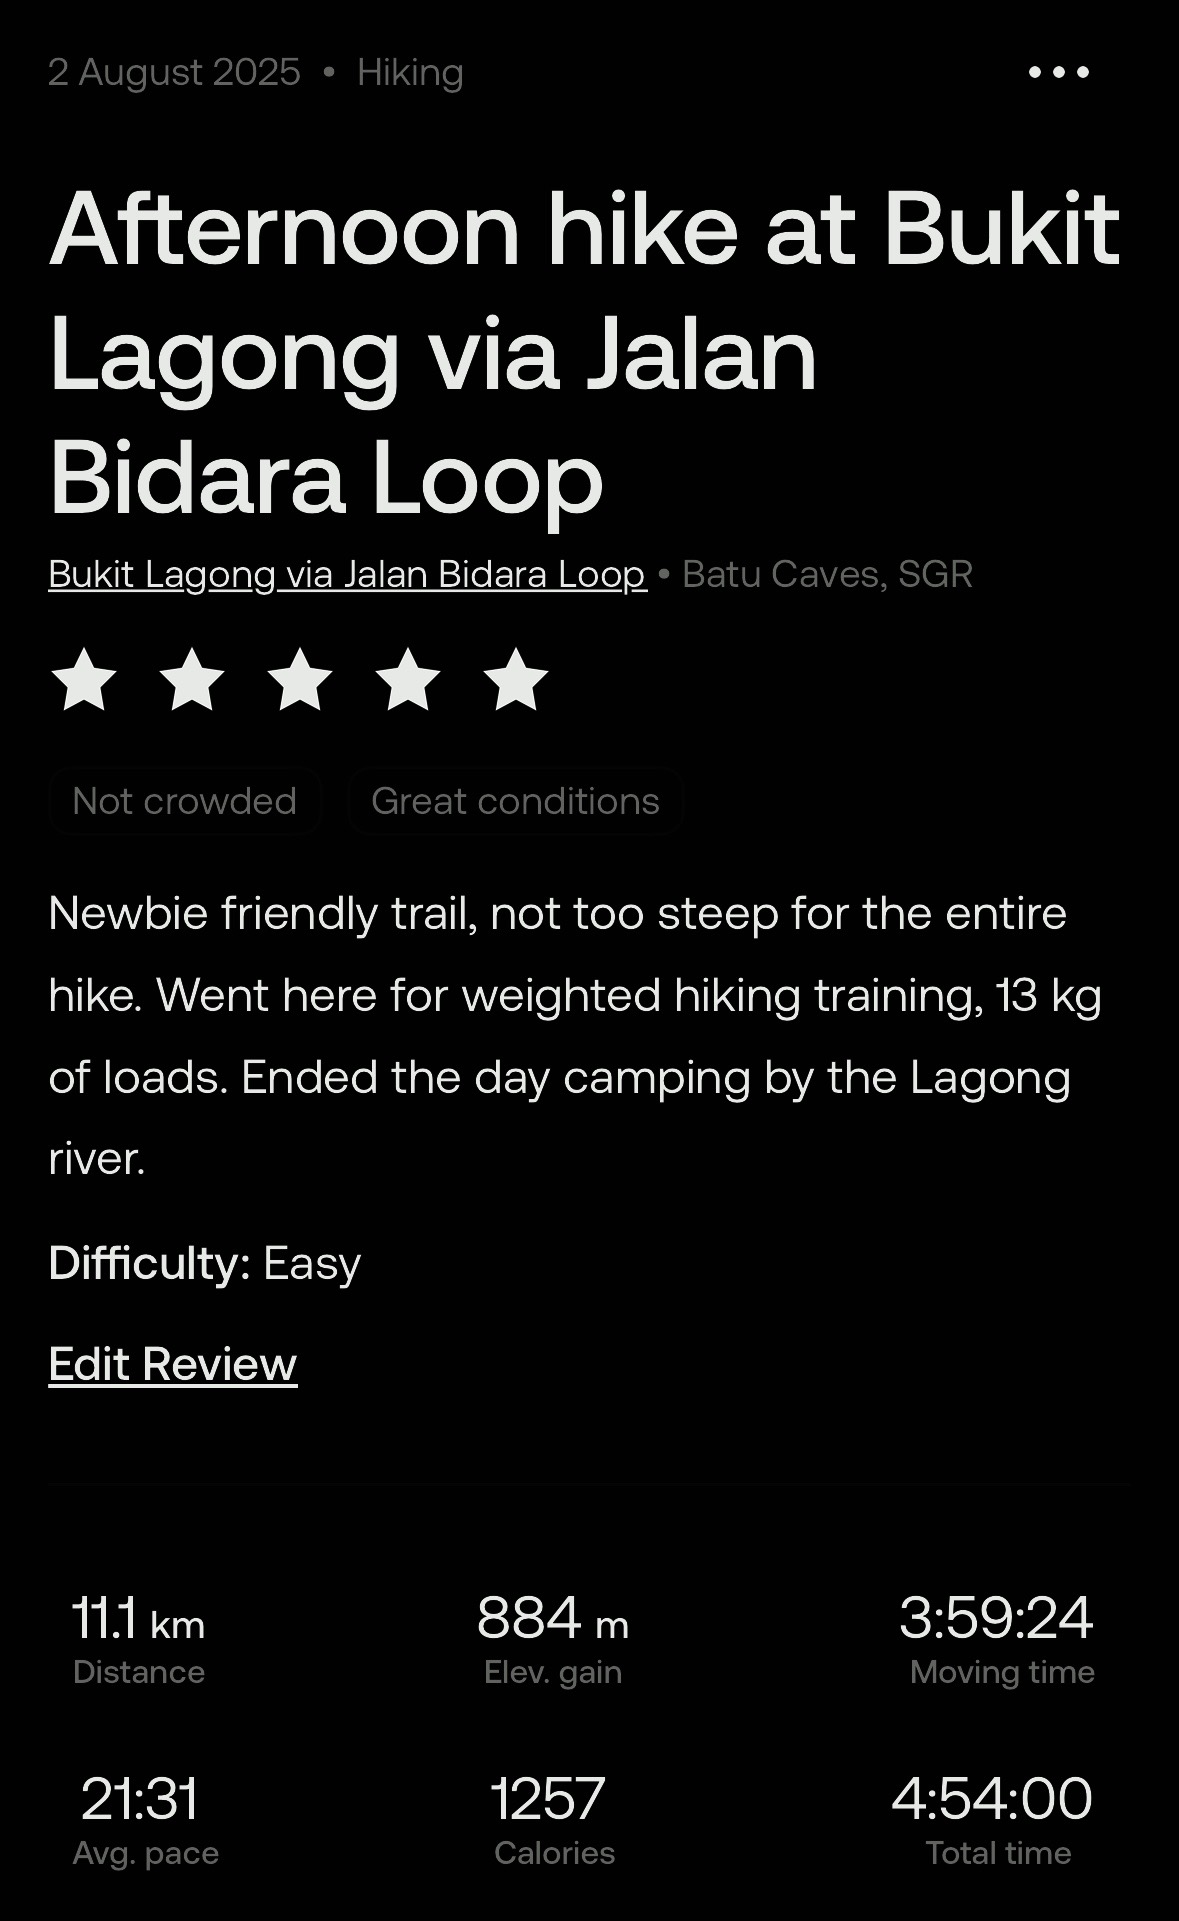 2 August 2025 • Hiking
Afternoon hike at Bukit
Lagong via Jalan
Bidara Loop
Bukit Lagong via Jalan Bidara Loop • Batu Caves, SGR
Not crowded Great conditions
Newbie friendly trail, not too steep for the entire
hike. Went here for weighted hiking training, 13 kg
of loads. Ended the day camping by the Lagong
river.
Difficulty: Easy
Edit Review
11.1 km 884 m 3:59:24
Distance Elev. gain Moving time
21:31 1257 4:54:00
Avg. pace Calories Total time